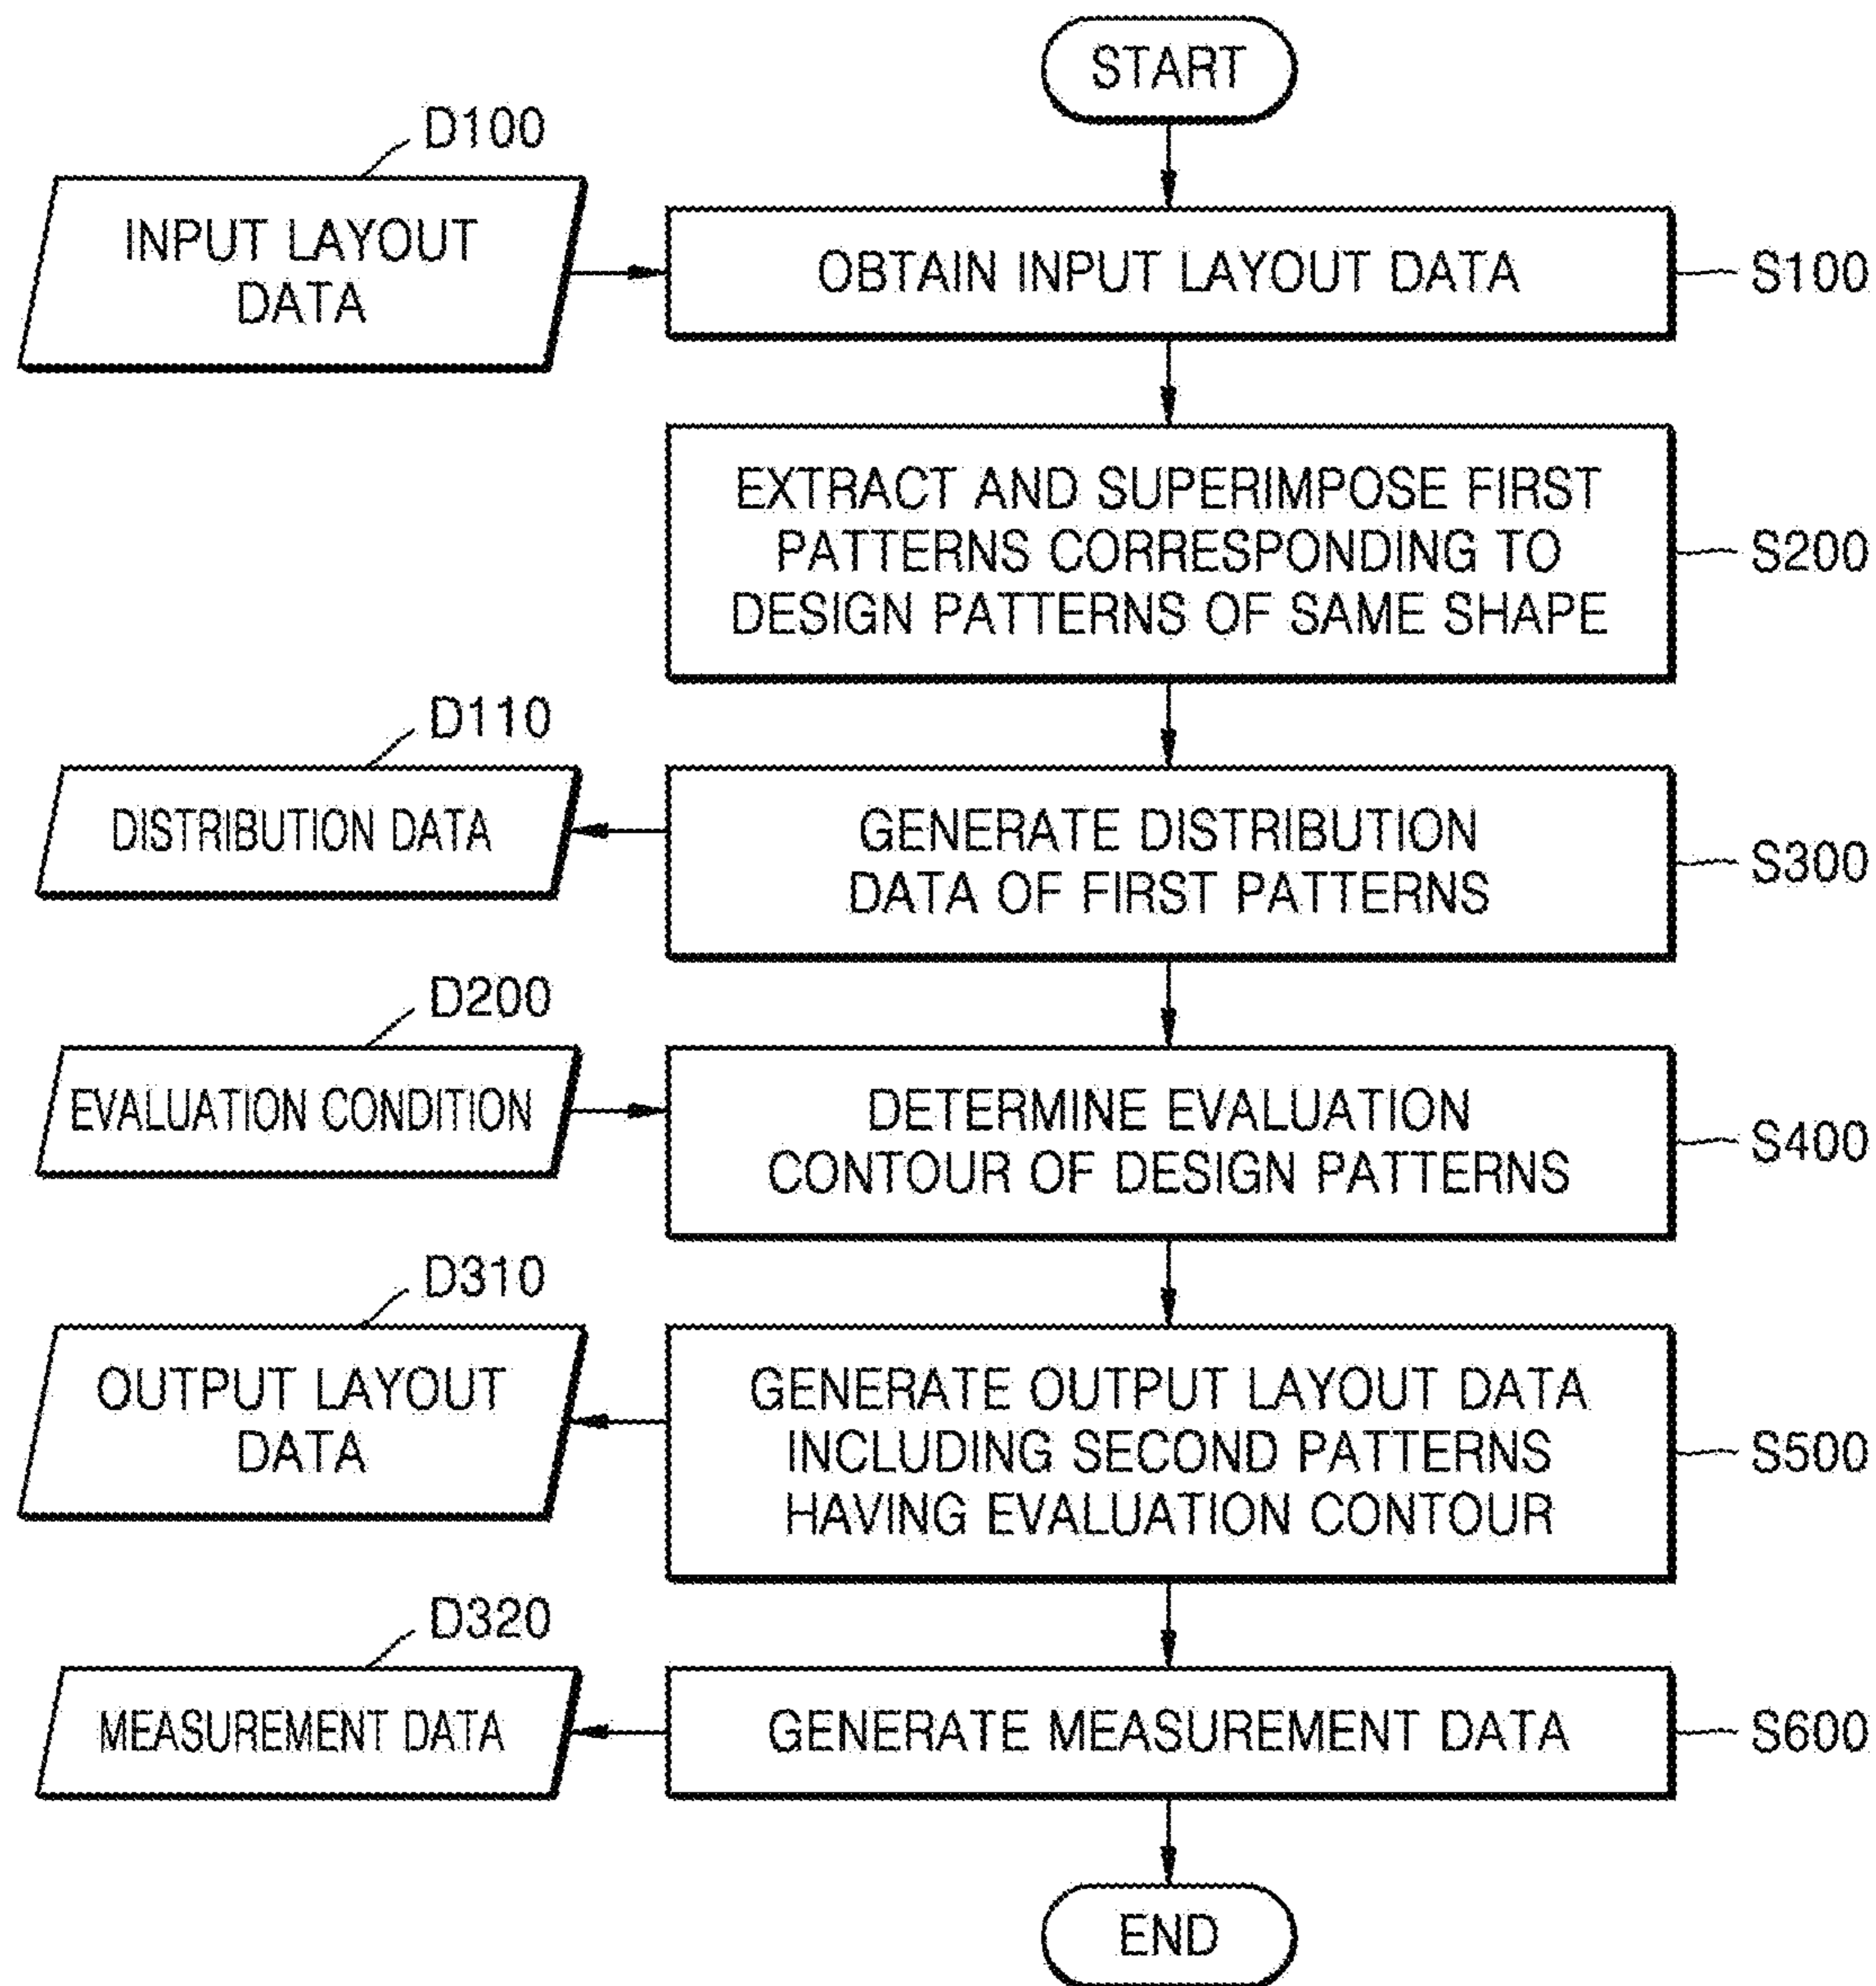 START
D100
INPUT LAYOUT
DATA
OBTAIN INPUT LAYOUT DATA
S100
EXTRACT AND SUPERIMPOSE FIRST
PATTERNS CORRESPONDING TO
DESIGN PATTERNS OF SAME SHAPE
S200
D110
DISTRIBUTION DATA
GENERATE DISTRIBUTION
DATA OF FIRST PATTERNS
S300
D200
EVALUATION CONDITION
DETERMINE EVALUATION
CONTOUR OF DESIGN PATTERNS
S400
D310
OUTPUT LAYOUT
DATA
GENERATE OUTPUT LAYOUT DATA
INCLUDING SECOND PATTERNS
HAVING EVALUATION CONTOUR
S500
D320
MEASUREMENT DATA
GENERATE MEASUREMENT DATA
S600
END